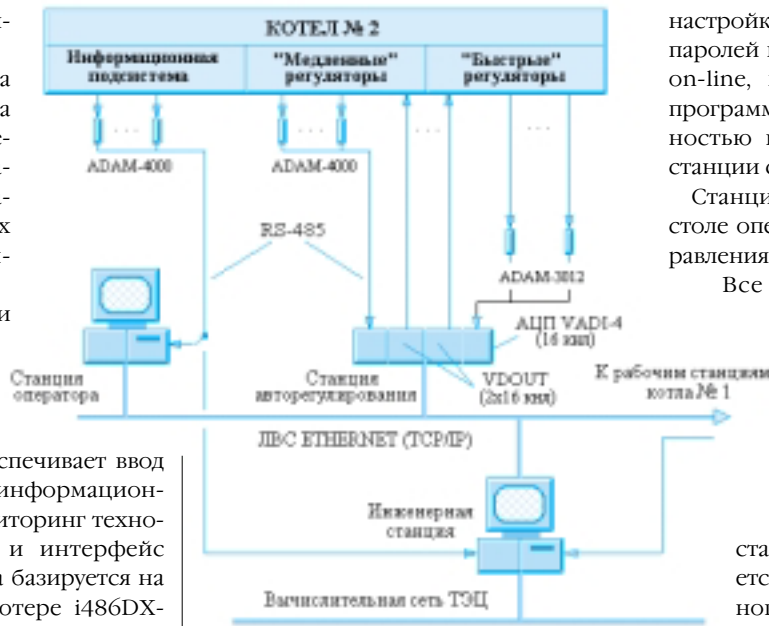 КОТЕЛ № 2
Информационная
подсистема
"Медленные"
регуляторы
"Быстрые"
регуляторы
ADAM-4000
ADAM-4000
RS-485
ADAM-3012
АЦП VADI-4
(16 кнл)
Станция
оператора
Станция
авторегулирования
VDOUT
(2x16 кнл)
К рабочим станциям
котла № 1
ЛВС ETHERNET (TCP/IP)
Инженерная
станция
Вычислительная сеть ТЭЦ
спечивает ввод
информацион-
иторинг техно-
и интерфейс
а базируется на
ютере i486DX-
настройк
паролей
on-line,
программ
ностью
станции с
Станци
столе опе
равления
Все
ста
ется
ног